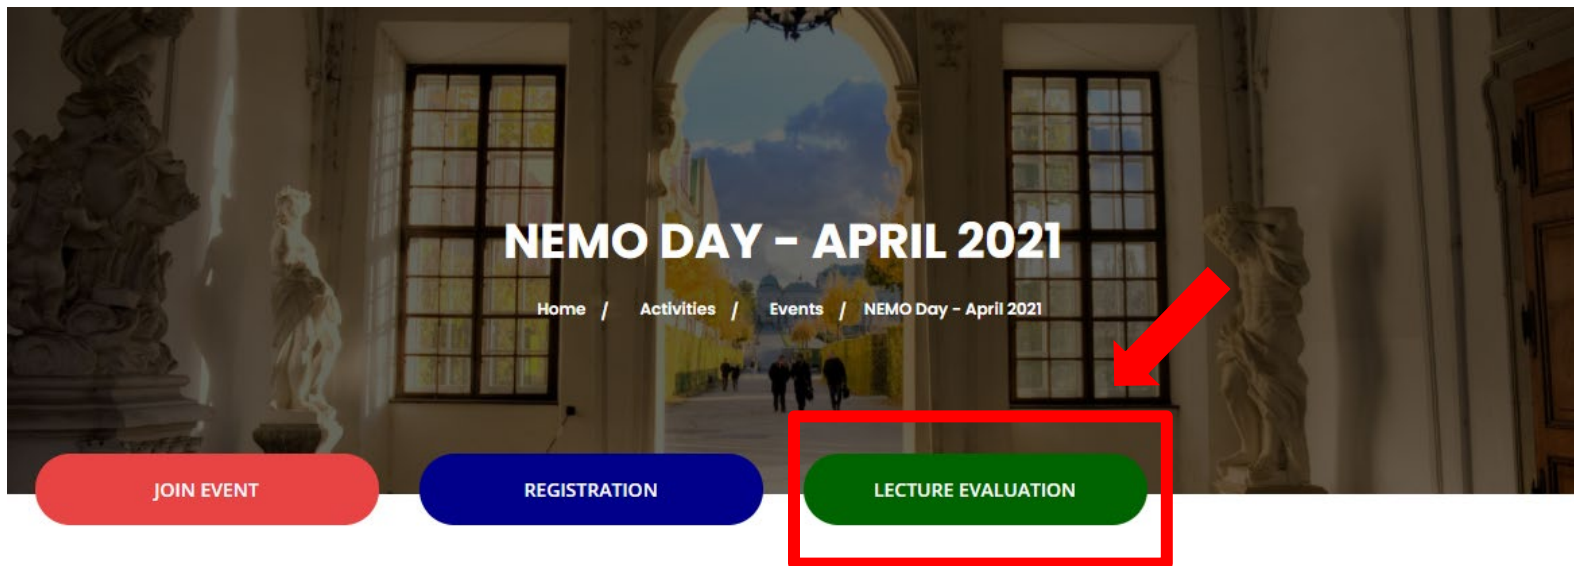 NEMO DAY – APRIL 2021
Home / Activities / Events / NEMO Day – April 2021
JOIN EVENT
REGISTRATION
LECTURE EVALUATION